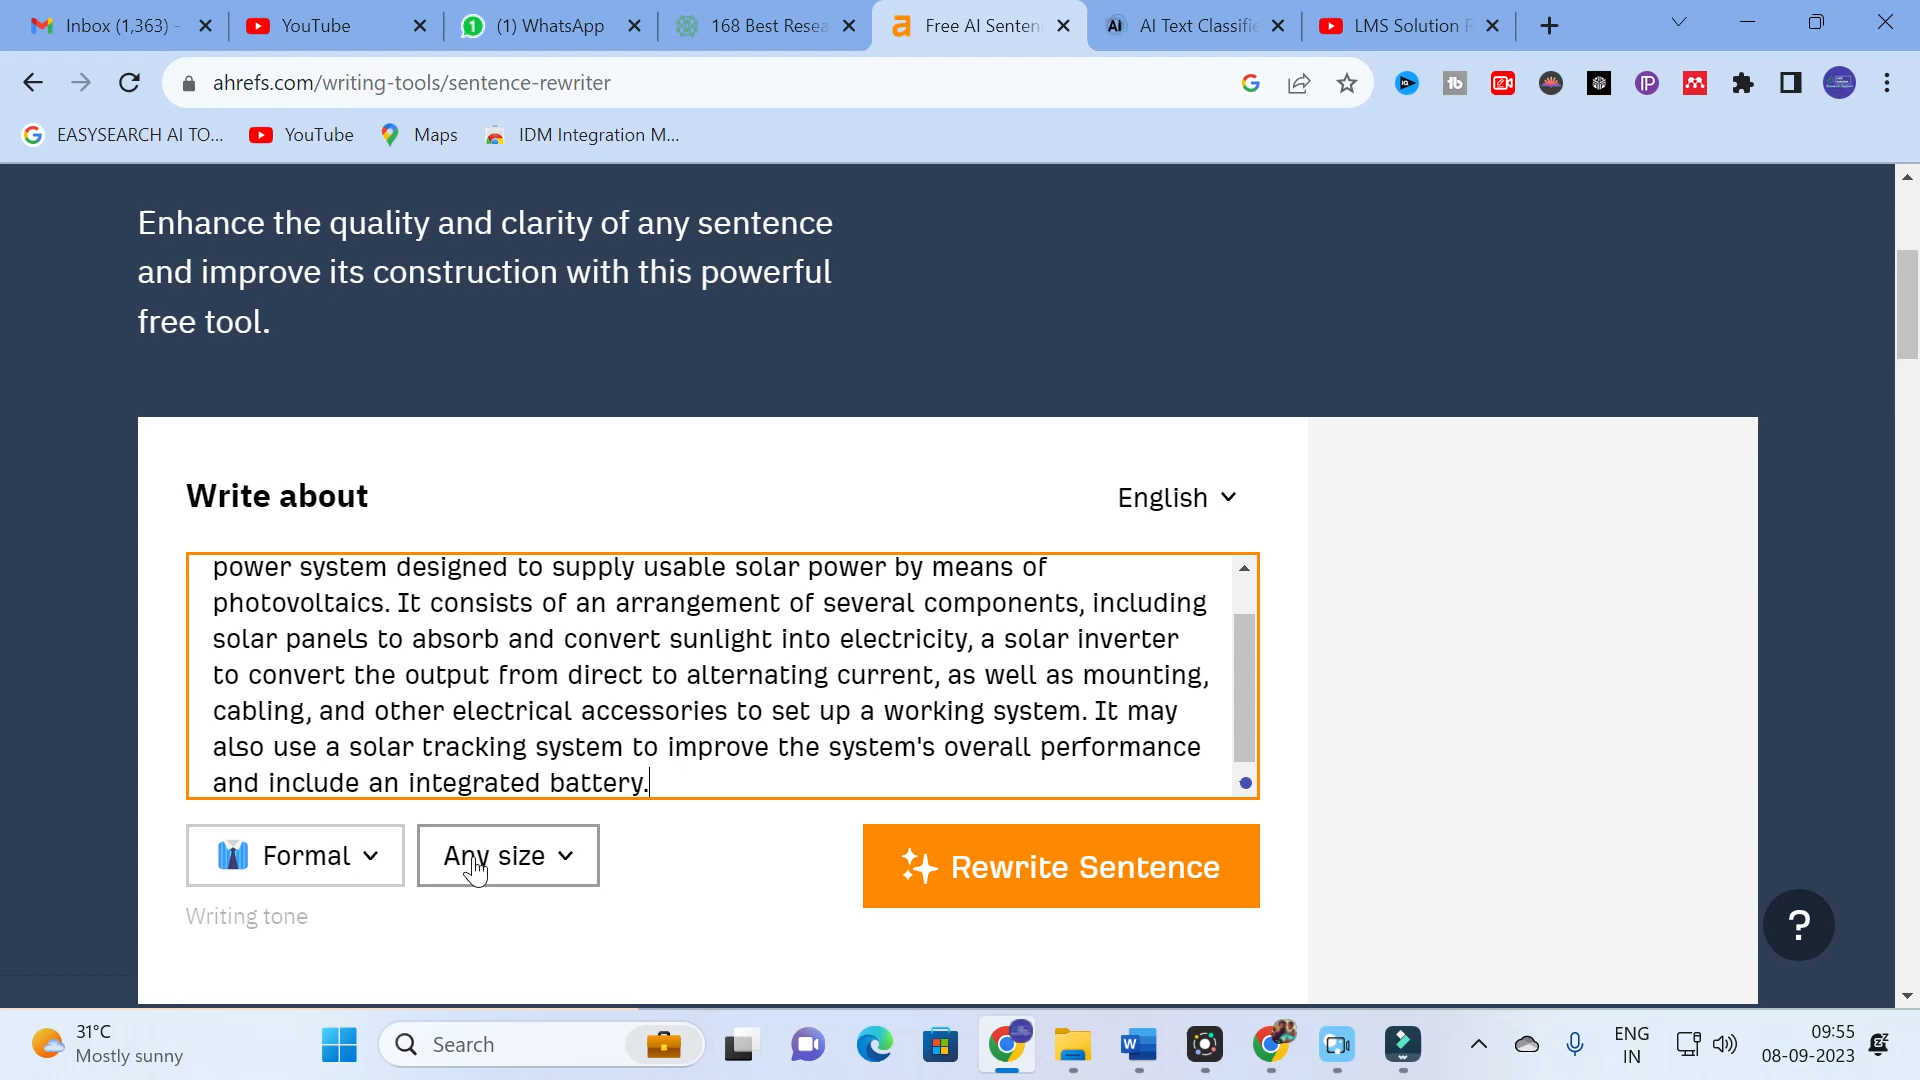 Inbox (1,363) -
YouTube
(1) WhatsApp
168 Best Resea
Free AI Senten
AI Text Classifie
LMS Solution R
ahrefs.com/writing-tools/sentence-rewriter
EASYSEARCH AI TO...
YouTube
Maps
IDM Integration M...
Enhance the quality and clarity of any sentence
and improve its construction with this powerful
free tool.
Write about
English
power system designed to supply usable solar power by means of
photovoltaics. It consists of an arrangement of several components, including
solar panels to absorb and convert sunlight into electricity, a solar inverter
to convert the output from direct to alternating current, as well as mounting,
cabling, and other electrical accessories to set up a working system. It may
also use a solar tracking system to improve the system's overall performance
and include an integrated battery.
Formal
Any size
Rewrite Sentence
Writing tone
?
31°C
Mostly sunny
Search
ENG
IN
09:55
08-09-2023